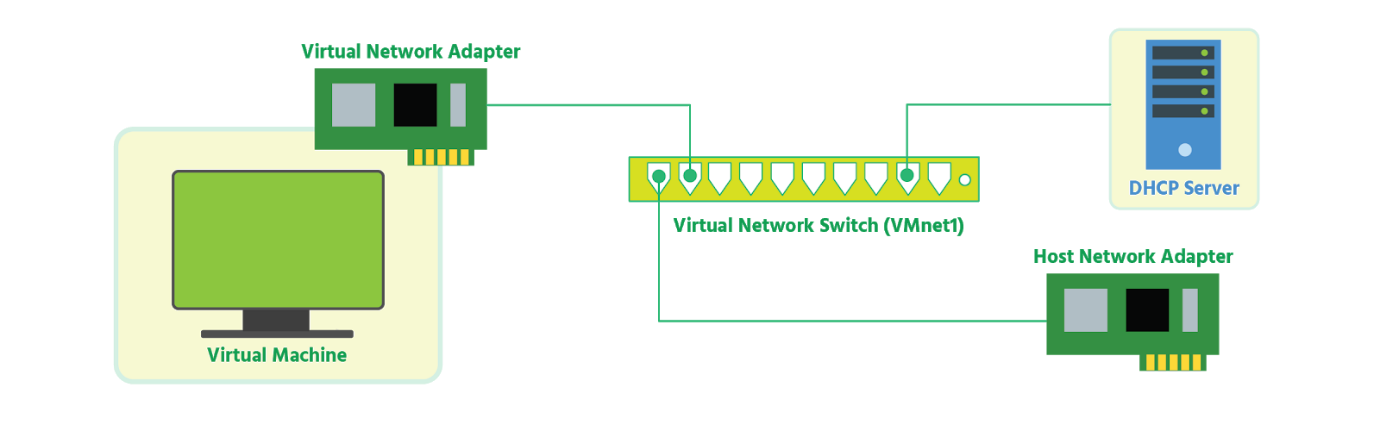 Virtual Network Adapter
DHCP Server
Virtual Network Switch (VMnet1)
Host Network Adapter
Virtual Machine